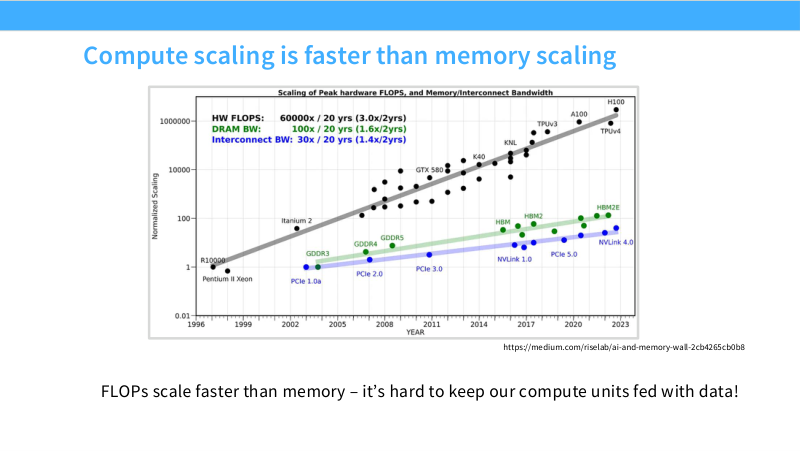 Compute scaling is faster than memory scaling
Scaling of Peak hardware FLOPS, and Memory/Interconnect Bandwidth
HW FLOPS: 60000x / 20 yrs (3.0x/2yrs)
DRAM BW: 100x / 20 yrs (1.6x/2yrs)
Interconnect BW: 30x / 20 yrs (1.4x/2yrs)
H100
A100
TPUv3
TPUv4
1000000
KNL
K40
GTX 580
10000
Normalized Scaling
Itanium 2
HBM2E
100
HBM
HBM2
GDDR5
GDDR4
NVLink 4.0
R10000
GDDR3
PCIe 5.0
NVLink 1.0
1
PCIe 3.0
PCIe 2.0
Pentium II Xeon
PCIe 1.0a
0.01
1996 1999 2002 2005 2008 2011 2014 2017 2020 2023
YEAR
https://medium.com/riselab/ai-and-memory-wall-2cb4265cb0b8
FLOPs scale faster than memory – it’s hard to keep our compute units fed with data!